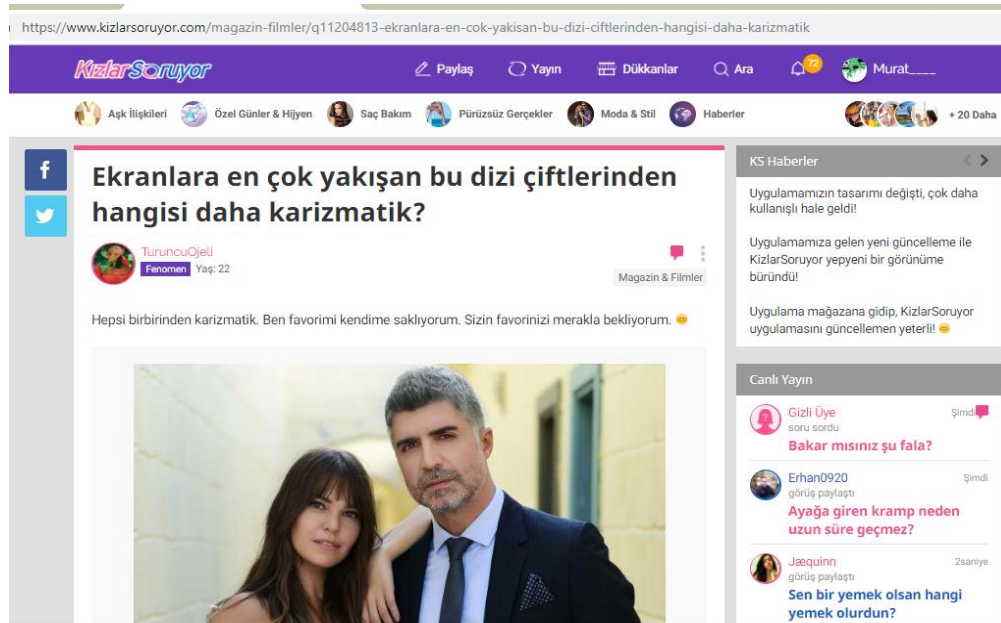 https://www.kizlarsoruyor.com/magazin-filmler/q11204813-ekranlara-en-cok-yakisan-bu-dizi-ciftlerinden-hangisi-daha-karizmatik
KızlarSoruyor
Paylaş
Yayın
Dükkanlar
Ara
72
Murat____
Aşk İlişkileri
Özel Günler & Hijyen
Saç Bakım
Pürüzsüz Gerçekler
Moda & Stil
Haberler
+ 20 Daha
f
Ekranlara en çok yakışan bu dizi çiftlerinden
hangisi daha karizmatik?
TuruncuOjeli
Fenomen Yaş: 22
Magazin & Filmler
Hepsi birbirinden karizmatik. Ben favorimi kendime saklıyorum. Sizin favorinizi merakla bekliyorum. 😊
KS Haberler
Uygulamamızın tasarımı değişti, çok daha
kullanışlı hale geldi!
Uygulamamıza gelen yeni güncelleme ile
KizlarSoruyor yepyeni bir görünüme
büründü!
Uygulama mağazana gidip, KizlarSoruyor
uygulamasını güncellemen yeterli! 😊
Canlı Yayın
Gizli Üye
Şimdi
soru sordu
Bakar mısınız şu fala?
Erhan0920
Şimdi
görüş paylaştı
Ayağa giren kramp neden
uzun süre geçmez?
Jæquinn
2saniye
görüş paylaştı
Sen bir yemek olsan hangi
yemek olurdun?